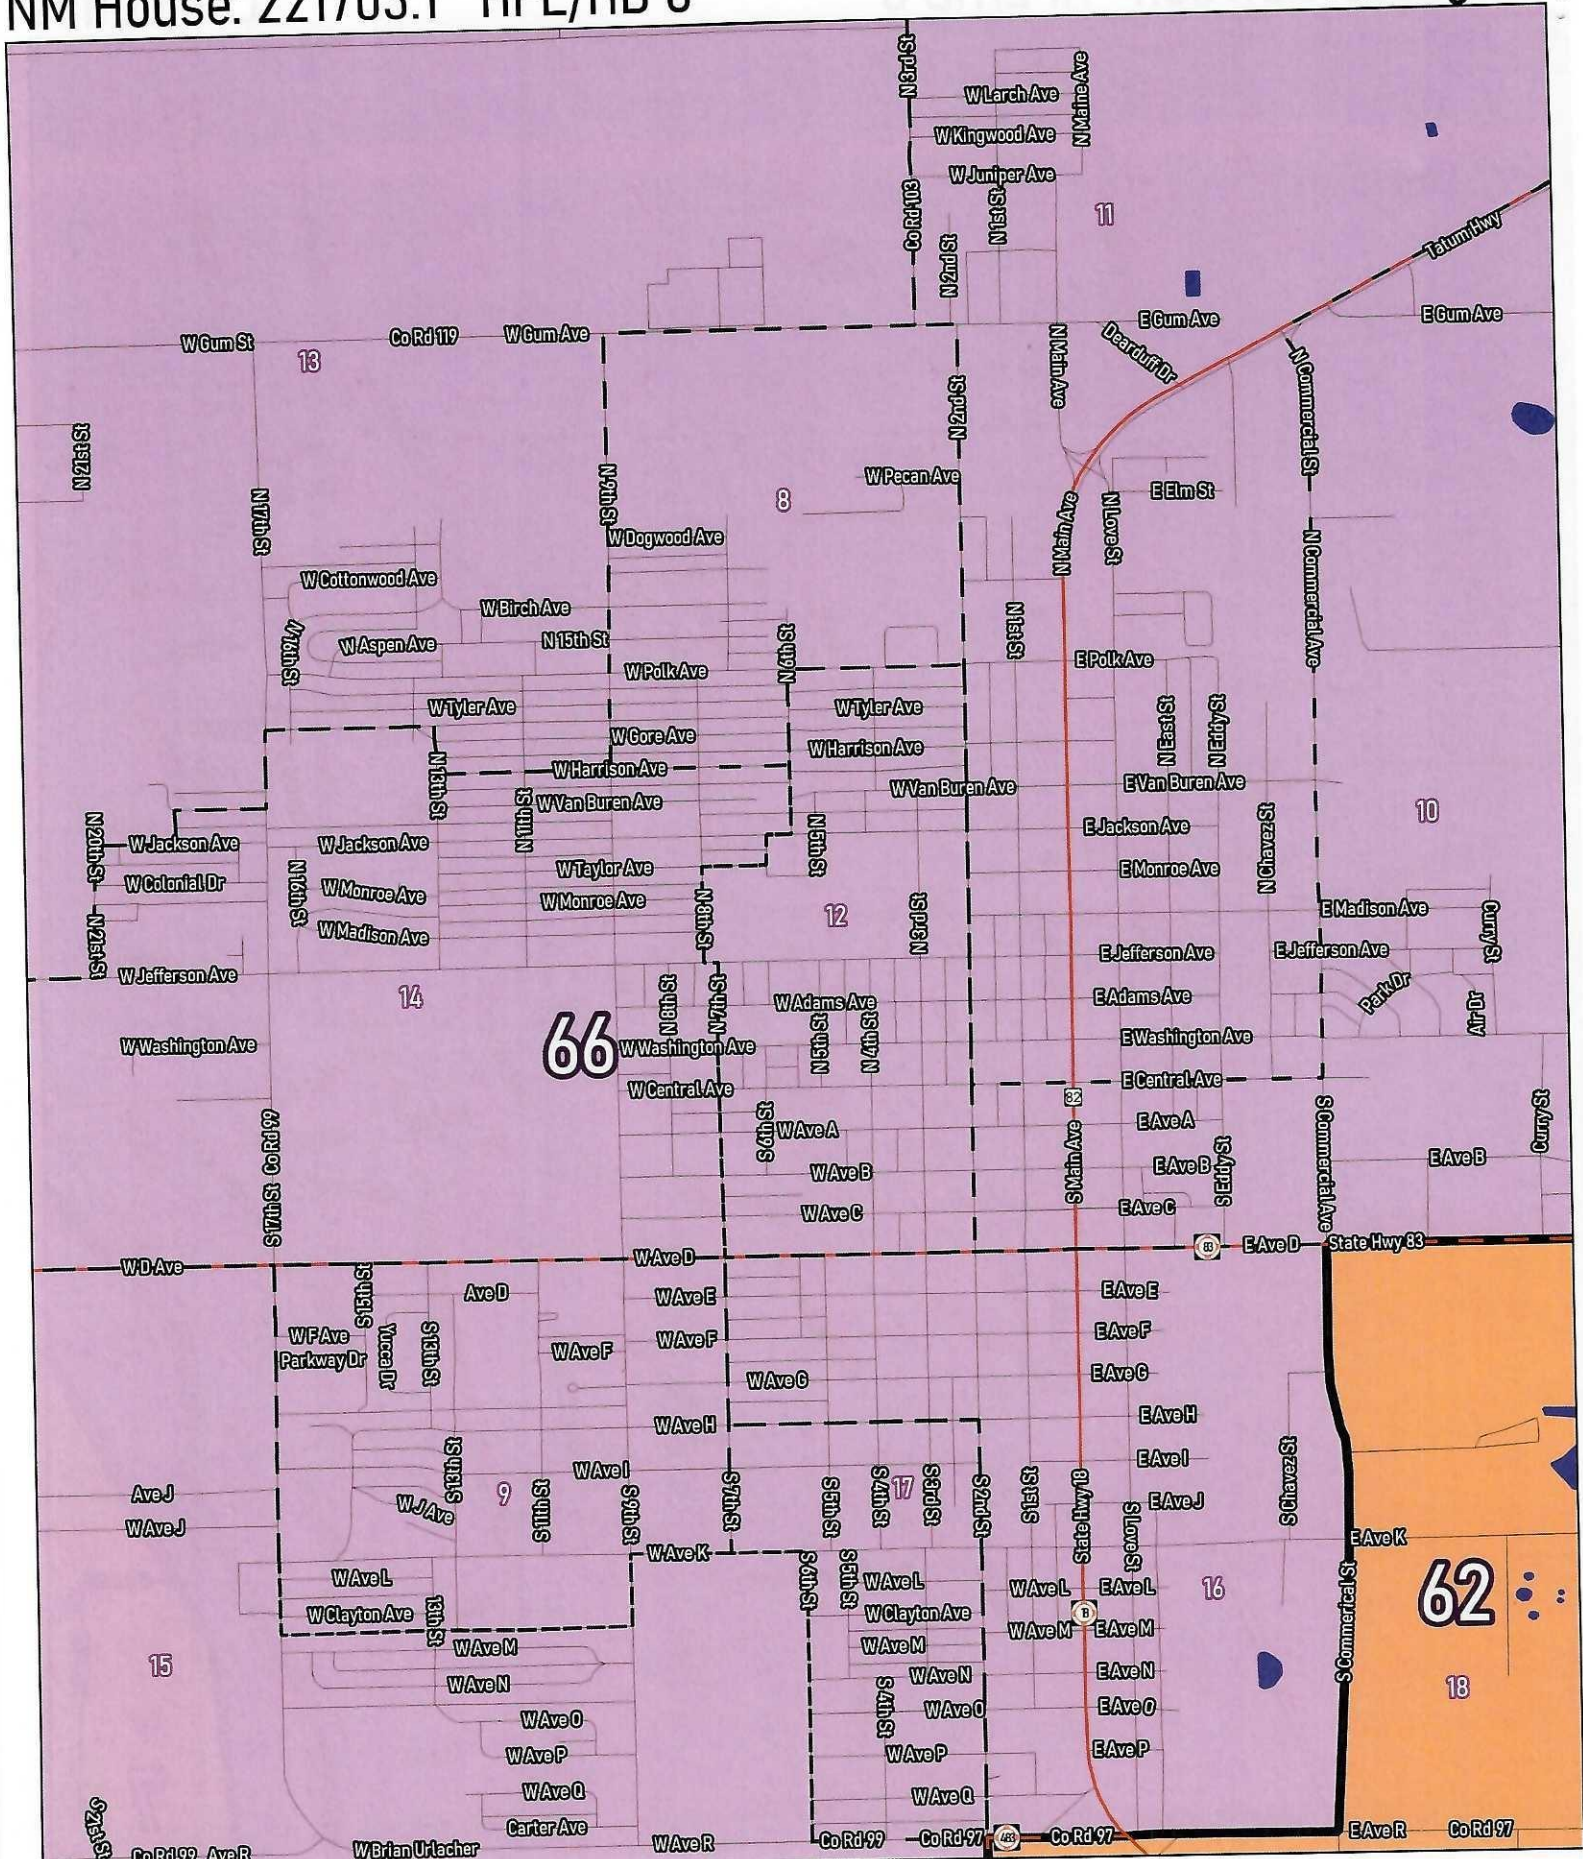 NM House: 221703.1
N 3rd St
W Larch Ave
N Maine Ave
W Kingwood Ave
W Juniper Ave
Co Rd 103
N 1st St
11
N 2nd St
Tatum Hwy
W Gum St
Co Rd 119
W Gum Ave
E Gum Ave
E Gum Ave
13
N Main Ave
Dearduff Dr
N Commercial St
N 2nd St
N 21st St
N 17th St
N 9th St
W Pecan Ave
8
E Elm St
N Main Ave
N Love St
N Commercial Ave
W Dogwood Ave
W Cottonwood Ave
W Birch Ave
N 15th St
W Aspen Ave
N 16th St
N 6th St
N 1st St
W Polk Ave
E Polk Ave
W Tyler Ave
W Tyler Ave
N East St
N Eddy St
W Gore Ave
W Harrison Ave
W Harrison Ave
N 13th St
W Van Buren Ave
W Van Buren Ave
E Van Buren Ave
N 11th St
10
N 20th St
W Jackson Ave
W Jackson Ave
N 5th St
E Jackson Ave
N Chavez St
W Colonial Dr
N 16th St
W Taylor Ave
E Monroe Ave
W Monroe Ave
W Monroe Ave
N 8th St
12
N 3rd St
E Madison Ave
Curry St
N 21st St
W Madison Ave
E Jefferson Ave
E Jefferson Ave
W Jefferson Ave
14
N 8th St
N 7th St
W Adams Ave
E Adams Ave
Park Dr
Air Dr
66
W Washington Ave
W Washington Ave
N 5th St
N 4th St
E Washington Ave
W Central Ave
E Central Ave
82
S 17th St
Co Rd 99
S 6th St
W Ave A
E Ave A
S Main Ave
S Commercial Ave
Curry St
W Ave B
E Ave B
S Eddy St
E Ave B
W Ave C
E Ave C
W D Ave
W Ave D
83
E Ave D
State Hwy 83
S 15th St
Ave D
W Ave E
E Ave E
W F Ave
Yucca Dr
S 13th St
W Ave F
W Ave F
E Ave F
Parkway Dr
W Ave G
E Ave G
W Ave H
E Ave H
S 13th St
W Ave I
E Ave I
S Chavez St
Ave J
9
S 11th St
S 9th St
S 7th St
S 5th St
S 4th St
17
S 3rd St
S 2nd St
S 1st St
State Hwy 18
E Ave J
W J Ave
W Ave J
S Love St
W Ave K
E Ave K
S 6th St
S 5th St
W Ave L
W Ave L
W Ave L
E Ave L
16
S Commerical St
62
W Clayton Ave
13th St
W Clayton Ave
W Ave M
E Ave M
W Ave M
W Ave M
15
W Ave N
W Ave N
E Ave N
18
S 4th St
W Ave O
W Ave O
E Ave O
W Ave P
W Ave P
E Ave P
W Ave Q
W Ave Q
Carter Ave
S 21st St
Co Rd 99
Ave R
W Brian Urlacher
W Ave R
Co Rd 99
Co Rd 97
483
Co Rd 97
E Ave R
Co Rd 97